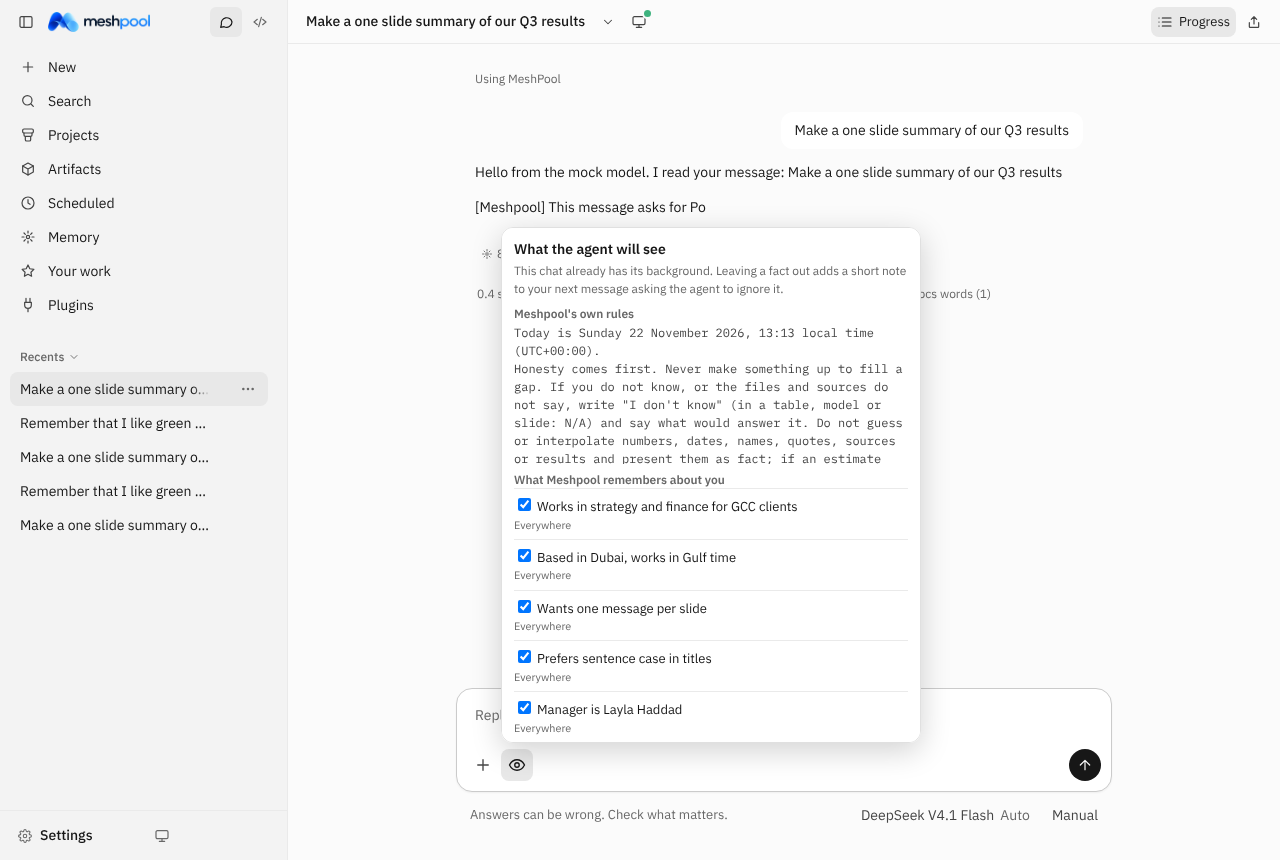 meshpool
Make a one slide summary of our Q3 results
Progress
New
Search
Projects
Artifacts
Scheduled
Memory
Your work
Plugins
Recents
Make a one slide summary o...
Remember that I like green ...
Make a one slide summary o...
Remember that I like green ...
Make a one slide summary o...
Settings
Using MeshPool
Make a one slide summary of our Q3 results
Hello from the mock model. I read your message: Make a one slide summary of our Q3 results
[Meshpool] This message asks for Po
0.4 s
words (1)
What the agent will see
This chat already has its background. Leaving a fact out adds a short note
to your next message asking the agent to ignore it.
Meshpool's own rules
Today is Sunday 22 November 2026, 13:13 local time
(UTC+00:00).
Honesty comes first. Never make something up to fill a
gap. If you do not know, or the files and sources do
not say, write "I don't know" (in a table, model or
slide: N/A) and say what would answer it. Do not guess
or interpolate numbers, dates, names, quotes, sources
or results and present them as fact; if an estimate
What Meshpool remembers about you
Works in strategy and finance for GCC clients
Everywhere
Based in Dubai, works in Gulf time
Everywhere
Wants one message per slide
Everywhere
Prefers sentence case in titles
Everywhere
Manager is Layla Haddad
Everywhere
Repl
Answers can be wrong. Check what matters.
DeepSeek V4.1 Flash Auto Manual